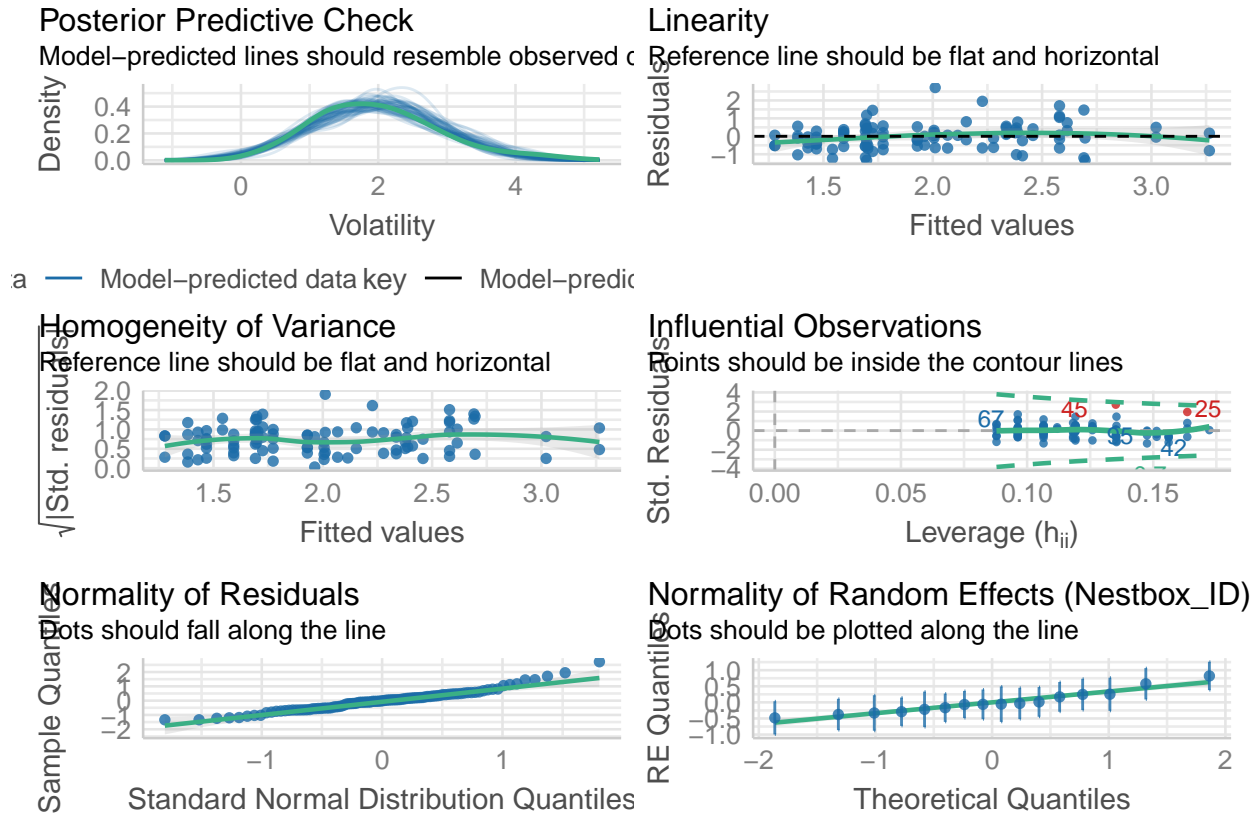 Posterior Predictive Check
Model−predicted lines should resemble observed
Density
0.4
0.2
0.0
0
2
4
Volatility
Model−predicted data key
Linearity
Reference line should be flat and horizontal
Residuals
2
1
0
−1
1.5
2.0
2.5
3.0
Fitted values
Homogeneity of Variance
Reference line should be flat and horizontal
√|Std. residuals|
2.0
1.5
1.0
0.5
0.0
1.5
2.0
2.5
3.0
Fitted values
Influential Observations
Points should be inside the contour lines
Std. Residuals
4
2
0
−2
−4
67
45
25
42
0.00
0.05
0.10
0.15
Leverage (hii)
Normality of Residuals
Dots should fall along the line
Sample Quantiles
2
1
0
−1
−2
−1
0
1
Standard Normal Distribution Quantiles
Normality of Random Effects (Nestbox_ID)
Dots should be plotted along the line
RE Quantiles
1.0
0.5
0.0
−0.5
−1.0
−2
−1
0
1
2
Theoretical Quantiles